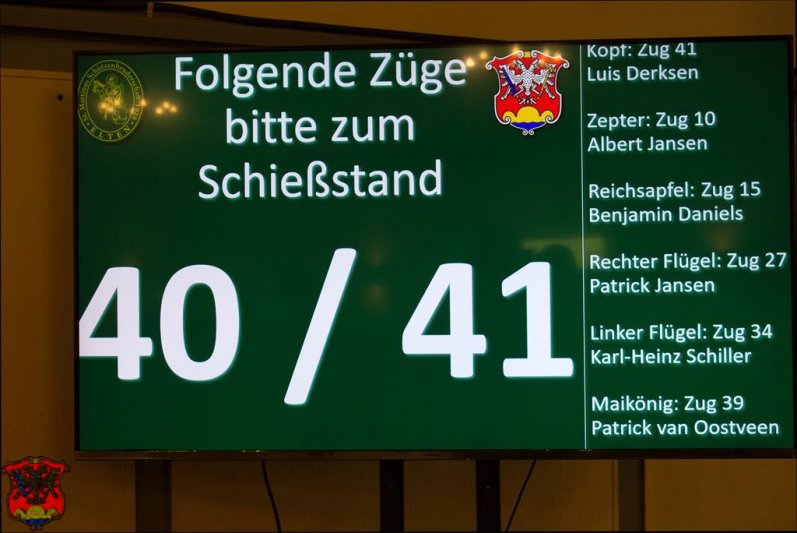 Folgende Züge
bitte zum
Schießstand
40 / 41
Kopf: Zug 41
Luis Derksen
Zepter: Zug 10
Albert Jansen
Reichsapfel: Zug 15
Benjamin Daniels
Rechter Flügel: Zug 27
Patrick Jansen
Linker Flügel: Zug 34
Karl-Heinz Schiller
Maikönig: Zug 39
Patrick van Oostveen
ELTEN